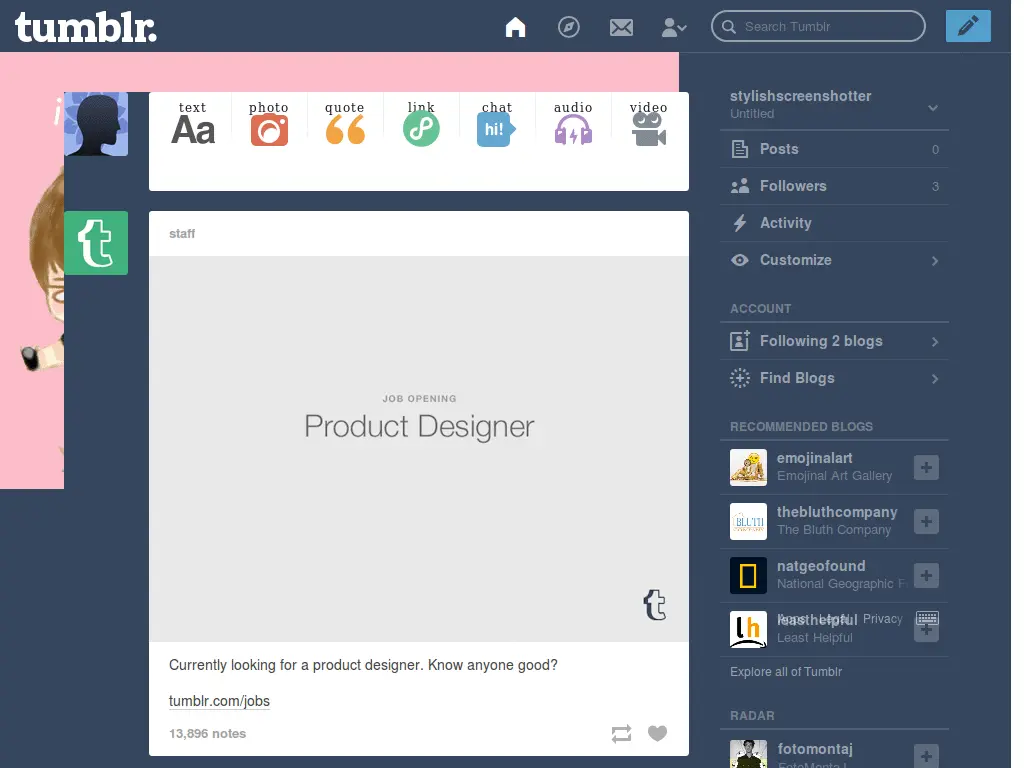 tumblr.
Search Tumblr
text photo quote link chat audio video
Aa
hi!
staff
JOB OPENING
Product Designer
Currently looking for a product designer. Know anyone good?
tumblr.com/jobs
13,896 notes
stylishscreenshotter
Untitled
Posts 0
Followers 3
Activity
Customize
ACCOUNT
Following 2 blogs
Find Blogs
RECOMMENDED BLOGS
emojinalart
Emojinal Art Gallery
BLUTH
thebluthcompany
The Bluth Company
natgeofound
National Geographic
lh
leasthelpful
Apps Legal Privacy
Least Helpful
Explore all of Tumblr
RADAR
fotomontaj
FotoMontaJ